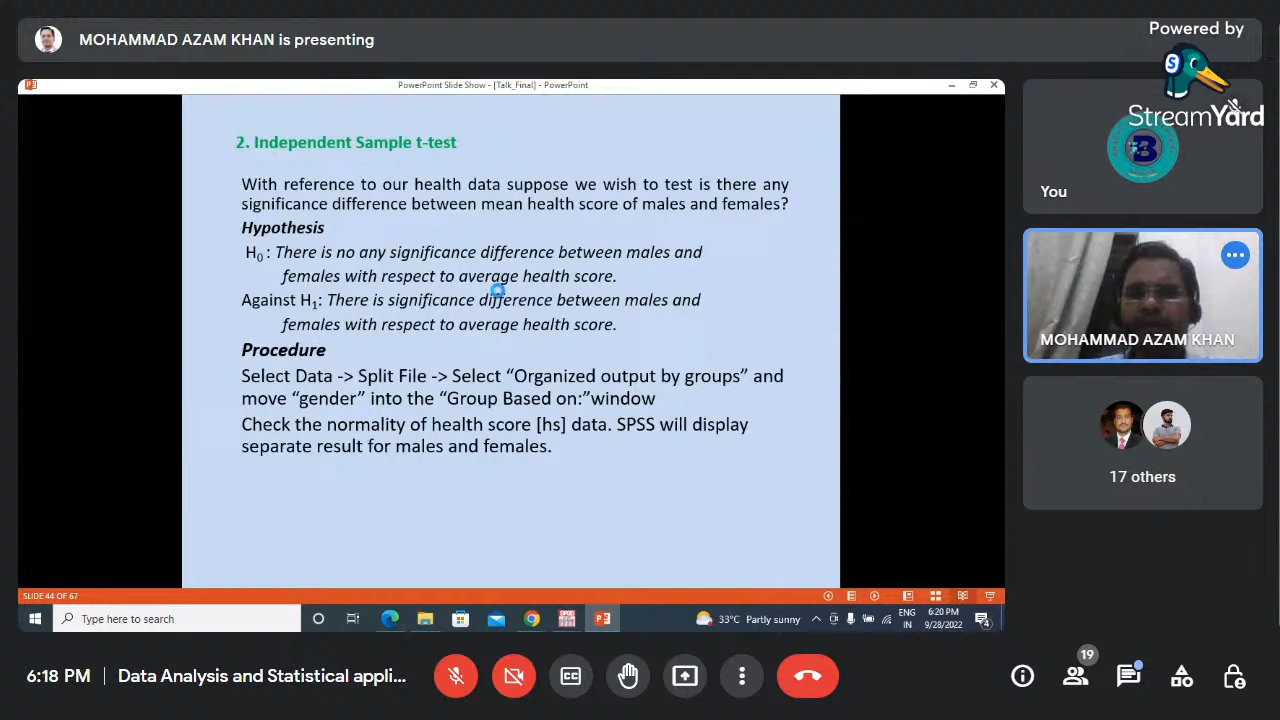 MOHAMMAD AZAM KHAN is presenting
Powered by
StreamYard
PowerPoint Slide Show - [Talk_Final] - PowerPoint
2. Independent Sample t-test
With reference to our health data suppose we wish to test is there any
significance difference between mean health score of males and females?
Hypothesis
H0 : There is no any significance difference between males and
females with respect to average health score.
Against H1: There is significance difference between males and
females with respect to average health score.
Procedure
Select Data -> Split File -> Select “Organized output by groups” and
move “gender” into the “Group Based on:”window
Check the normality of health score [hs] data. SPSS will display
separate result for males and females.
You
MOHAMMAD AZAM KHAN
17 others
SLIDE 44 OF 67
Type here to search
33°C Partly sunny
ENG
IN
6:20 PM
9/28/2022
4
6:18 PM
Data Analysis and Statistical appli...
19